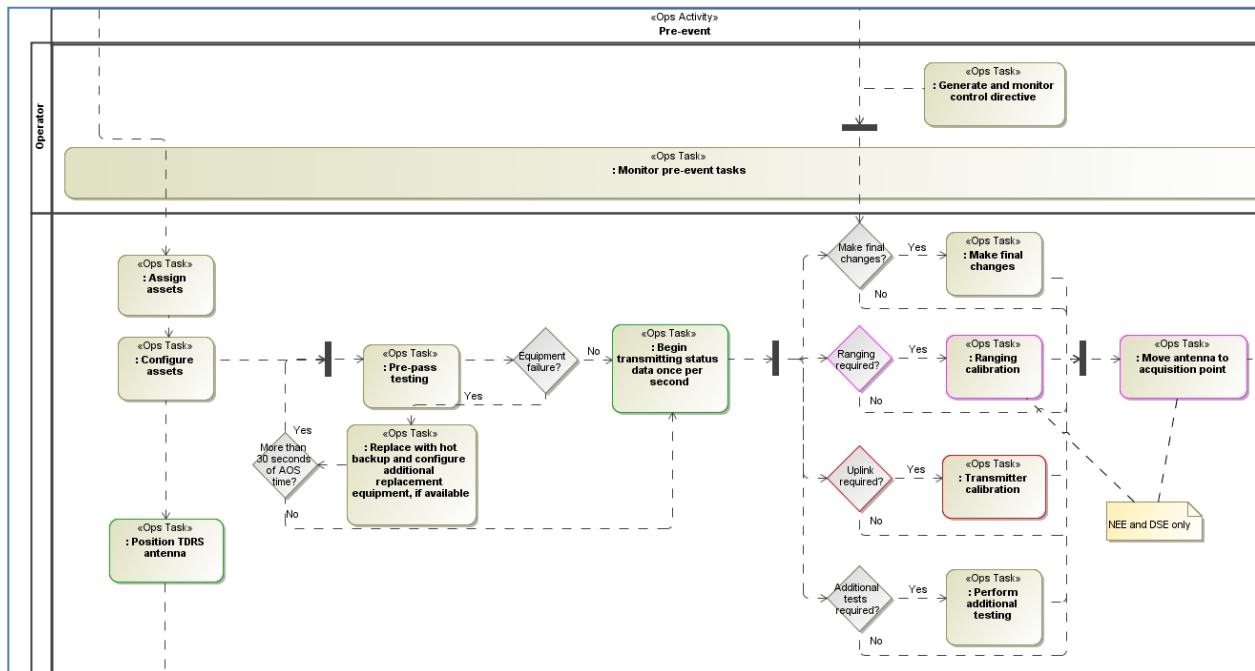 «Ops Activity»
Pre-event
Operator
«Ops Task»
: Generate and monitor
control directive
«Ops Task»
: Monitor pre-event tasks
«Ops Task»
: Assign
assets
«Ops Task»
: Configure
assets
«Ops Task»
: Position TDRS
antenna
«Ops Task»
: Pre-pass
testing
Equipment
failure?
No
Yes
«Ops Task»
: Replace with hot
backup and configure
additional
replacement
equipment, if available
More than
30 seconds
of AOS
time?
Yes
No
«Ops Task»
: Begin
transmitting status
data once per
second
Make final
changes?
Yes
No
«Ops Task»
: Make final
changes
Ranging
required?
Yes
No
«Ops Task»
: Ranging
calibration
«Ops Task»
: Move antenna to
acquisition point
Uplink
required?
Yes
No
«Ops Task»
: Transmitter
calibration
NEE and DSE only
Additional
tests
required?
Yes
No
«Ops Task»
: Perform
additional
testing